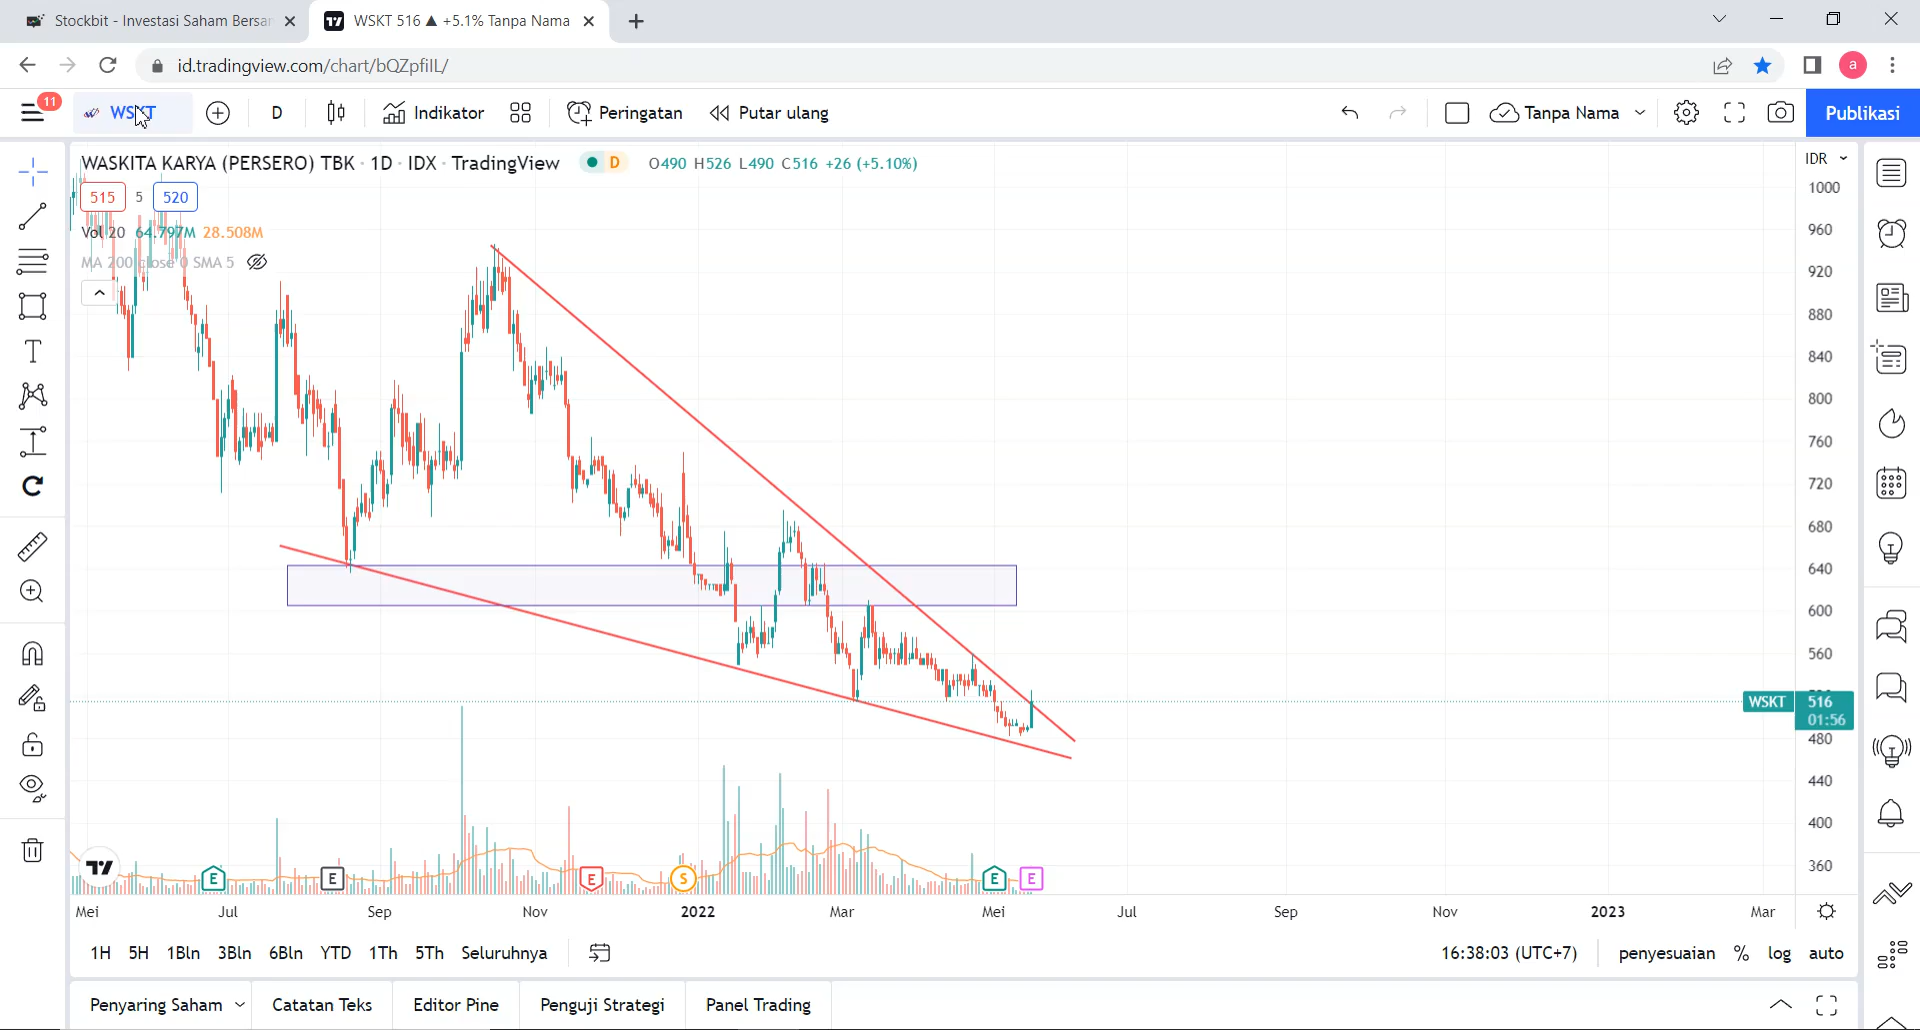 Stockbit - Investasi Saham Bersar
WSKT 516 ▲ +5.1% Tanpa Nama
id.tradingview.com/chart/bQZpfiIL/
a
11
WSKT
D
Indikator
Peringatan
Putar ulang
Tanpa Nama
Publikasi
WASKITA KARYA (PERSERO) TBK · 1D · IDX · TradingView
D
O490 H526 L490 C516 +26 (+5.10%)
IDR
515 5 520
Vol 20 64.797M 28.508M
MA 200 close 0 SMA 5
1000
960
920
880
840
800
760
720
680
640
600
560
WSKT 516
01:56
480
440
400
360
E E E S E E
Mei Jul Sep Nov 2022 Mar Mei Jul Sep Nov 2023 Mar
1H 5H 1Bln 3Bln 6Bln YTD 1Th 5Th Seluruhnya
16:38:03 (UTC+7) penyesuaian % log auto
Penyaring Saham Catatan Teks Editor Pine Penguji Strategi Panel Trading